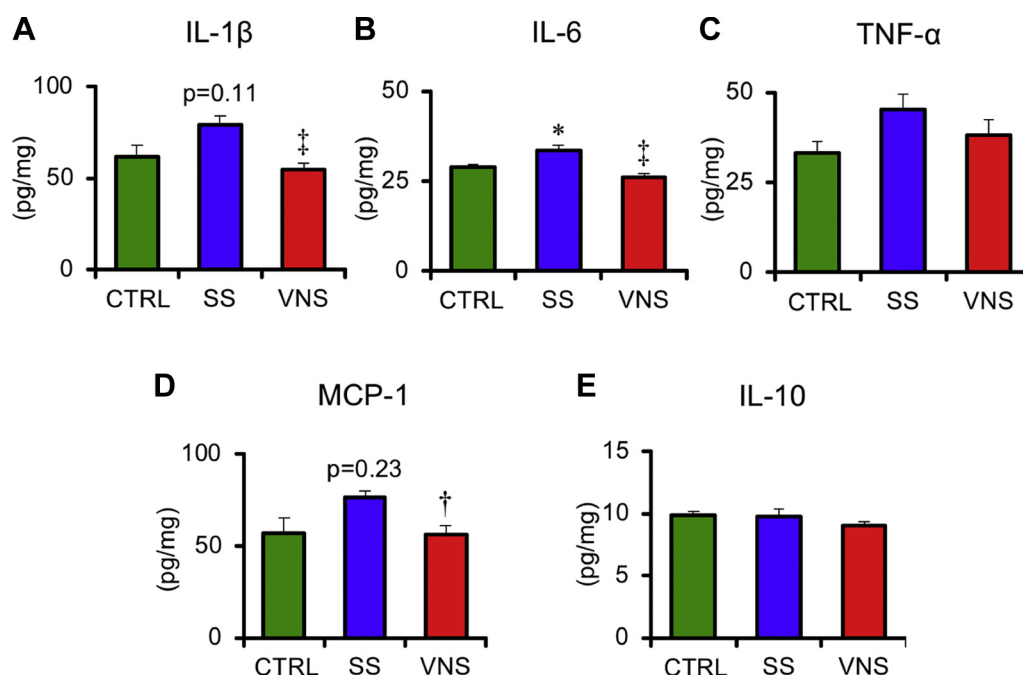 A
IL-1β
100
50
0
(pg/mg)
p=0.11
‡
CTRL SS VNS
B
IL-6
50
25
0
(pg/mg)
*
‡
CTRL SS VNS
C
TNF-α
50
25
0
(pg/mg)
CTRL SS VNS
D
MCP-1
100
50
0
(pg/mg)
p=0.23
†
CTRL SS VNS
E
IL-10
15
10
5
0
(pg/mg)
CTRL SS VNS